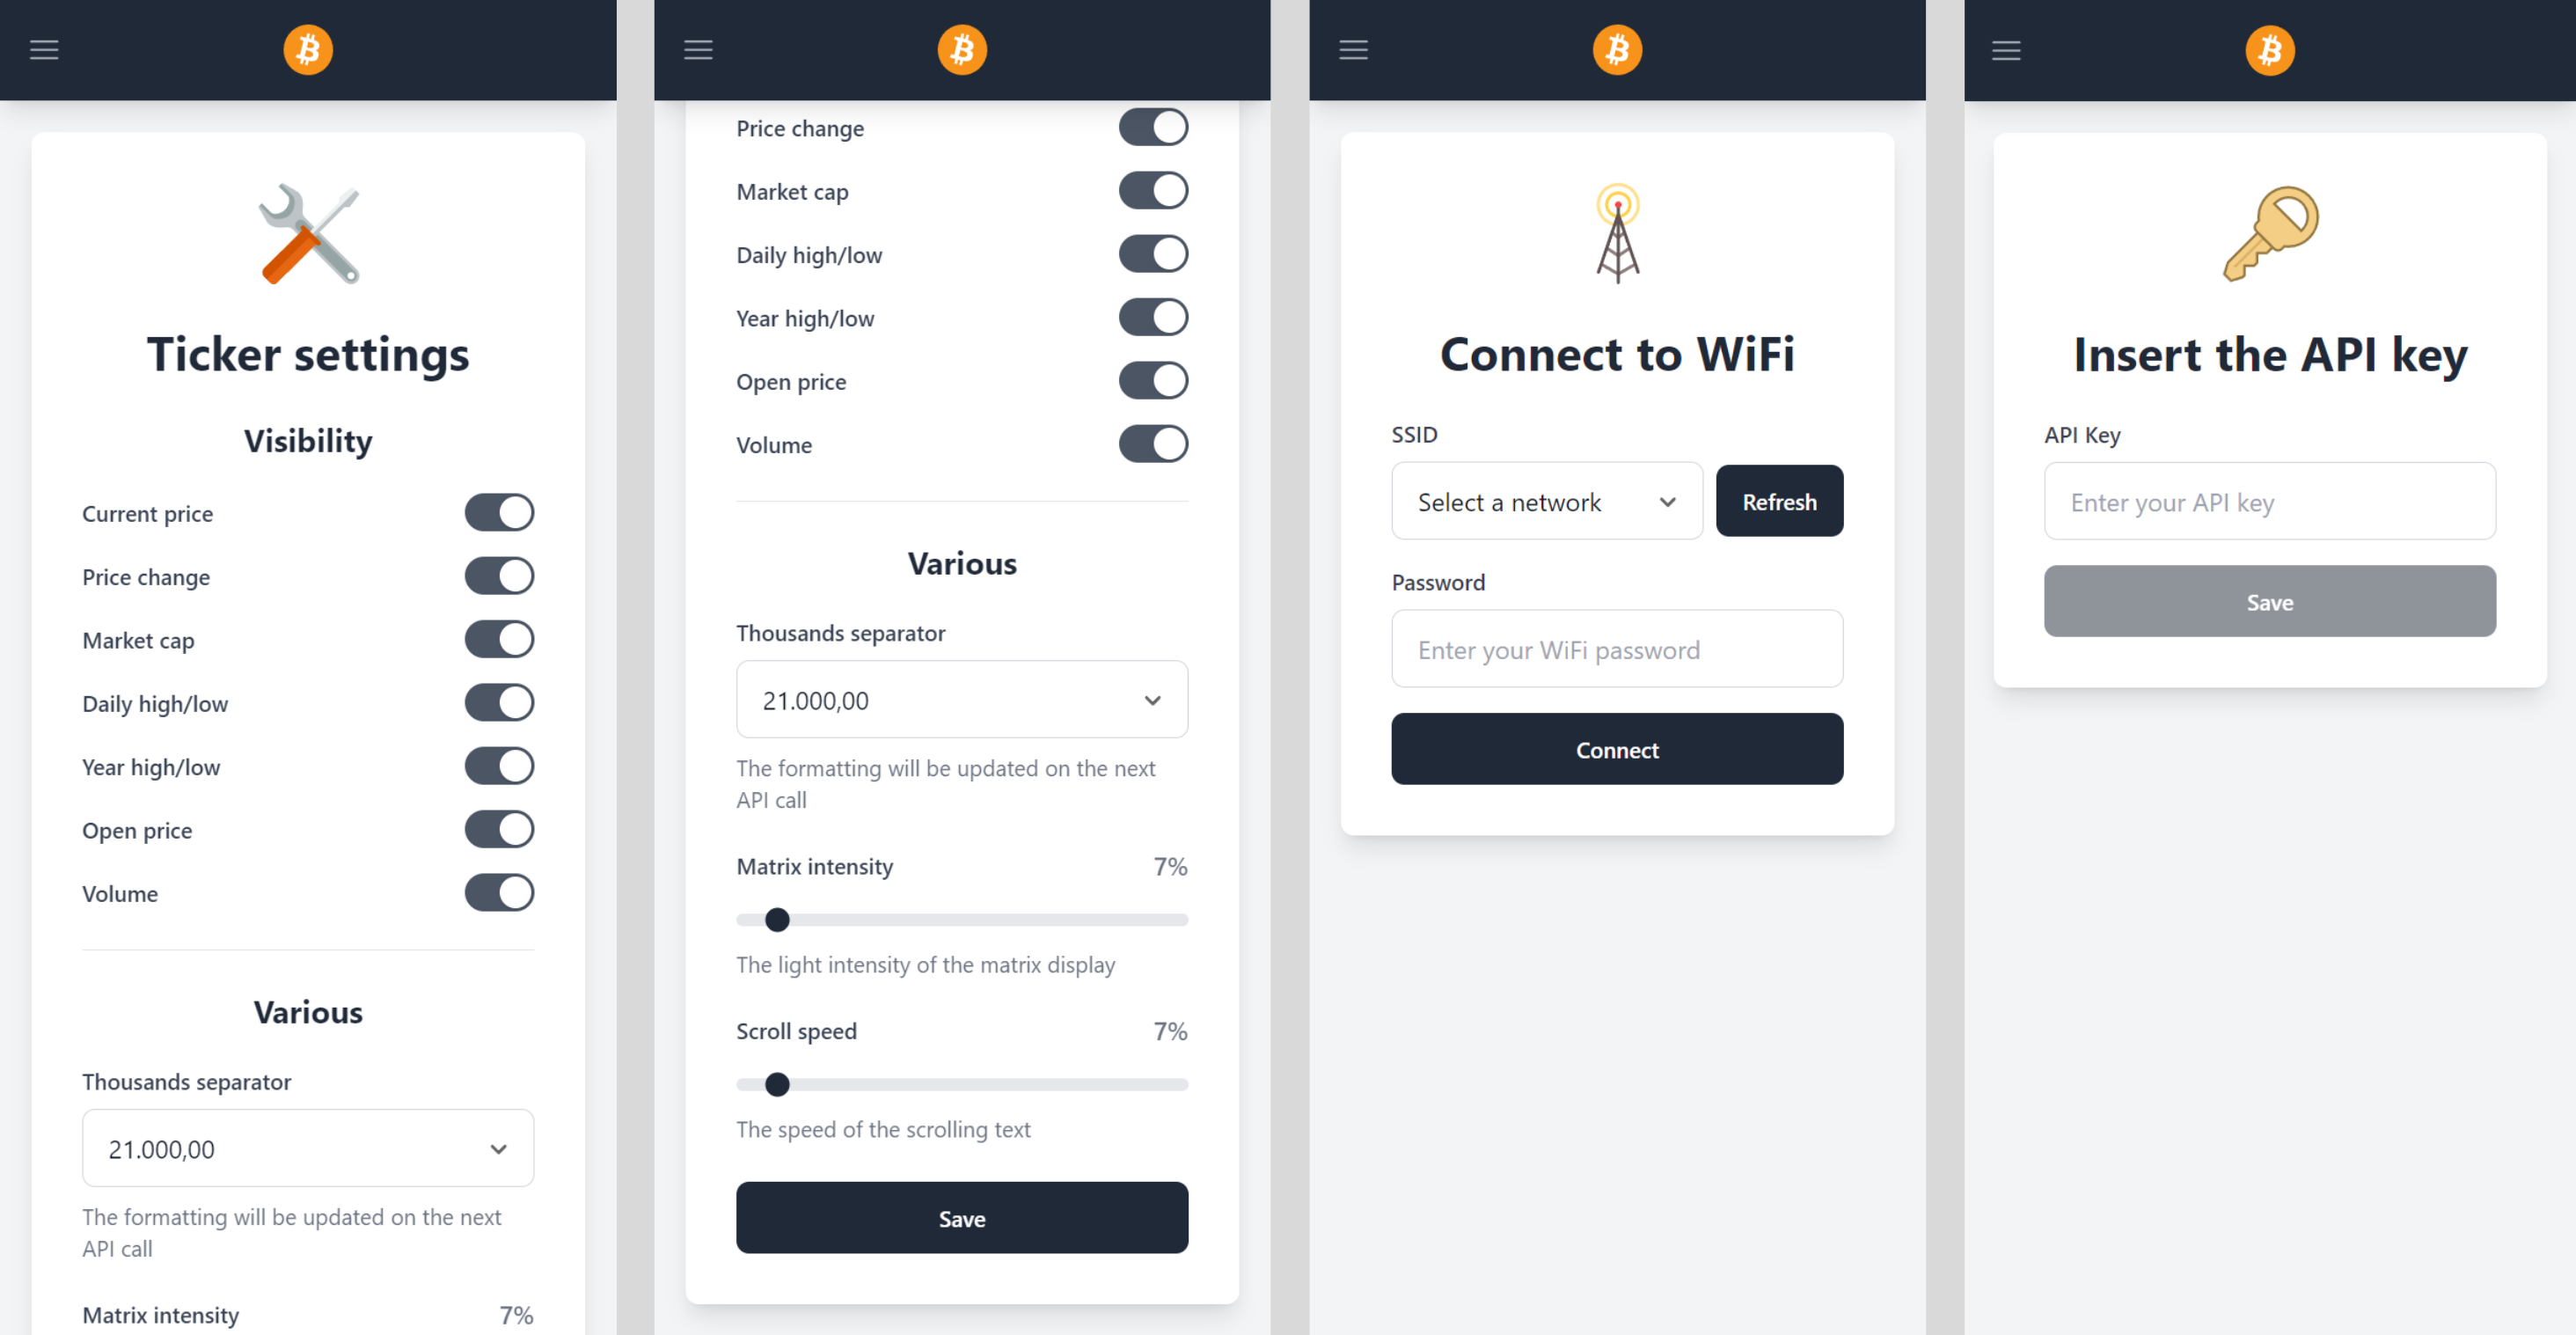 Ticker settings
Visibility
Current price
Price change
Market cap
Daily high/low
Year high/low
Open price
Volume
Various
Thousands separator
21.000,00
The formatting will be updated on the next
API call
Matrix intensity 7%
Price change
Market cap
Daily high/low
Year high/low
Open price
Volume
Various
Thousands separator
21.000,00
The formatting will be updated on the next
API call
Matrix intensity 7%
The light intensity of the matrix display
Scroll speed 7%
The speed of the scrolling text
Save
Connect to WiFi
SSID
Select a network Refresh
Password
Enter your WiFi password
Connect
Insert the API key
API Key
Enter your API key
Save